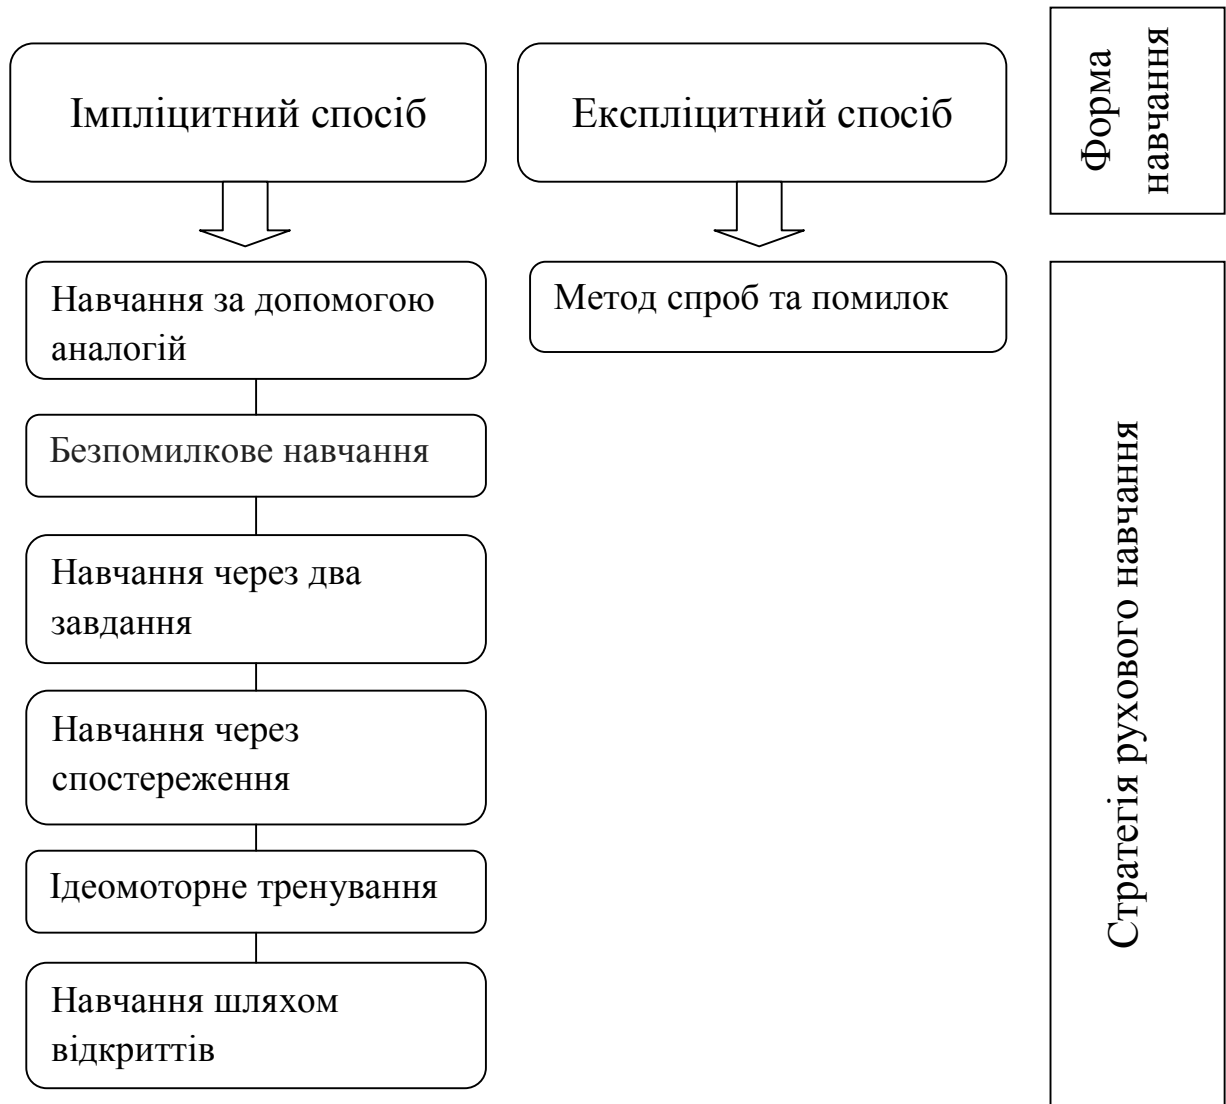 Імпліцитний спосіб
Експліцитний спосіб
Форма
навчання
Навчання за допомогою
аналогій
Метод спроб та помилок
Безпомилкове навчання
Навчання через два
завдання
Навчання через
спостереження
Ідеомоторне тренування
Навчання шляхом
відкриттів
Стратегія рухового навчання